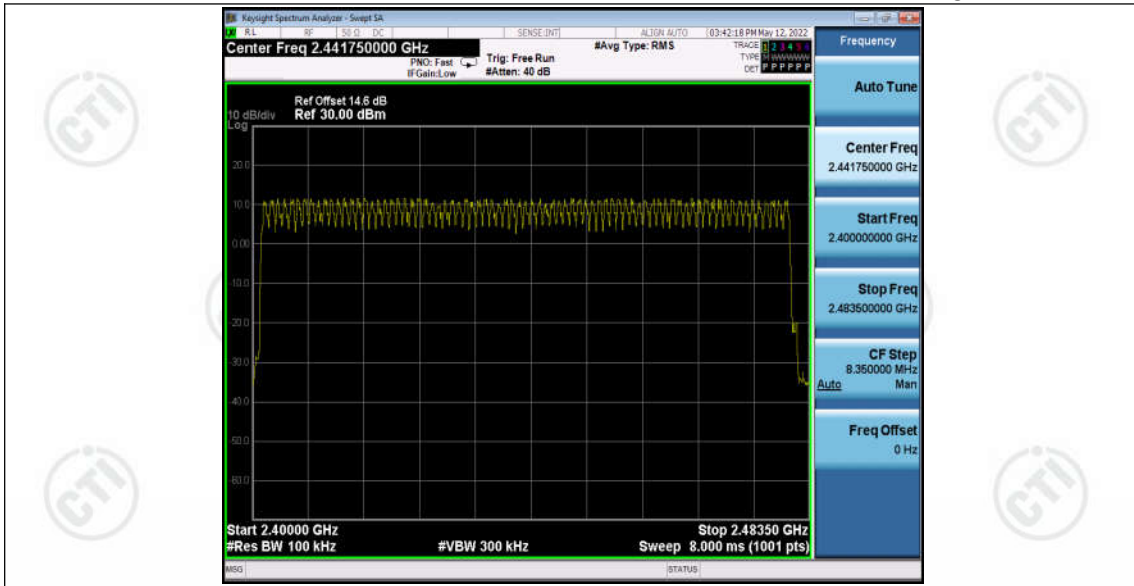 Keysight Spectrum Analyzer - Swept SA
RL RF 50 Ω DC SENSE:INT ALIGN AUTO 03:42:18 PM May 12, 2022
Center Freq 2.441750000 GHz #Avg Type: RMS TRACE 1 2 3 4 5 6
PNO: Fast Trig: Free Run TYPE M WWWWW
IFGain:Low #Atten: 40 dB DET P P P P P P
Ref Offset 14.6 dB
10 dB/div Ref 30.00 dBm
Log
20.0
10.0
0.00
-10.0
-20.0
-30.0
-40.0
-50.0
-60.0
Start 2.40000 GHz Stop 2.48350 GHz
#Res BW 100 kHz #VBW 300 kHz Sweep 8.000 ms (1001 pts)
MSG STATUS
Frequency
Auto Tune
Center Freq
2.441750000 GHz
Start Freq
2.400000000 GHz
Stop Freq
2.483500000 GHz
CF Step
8.350000 MHz
Auto Man
Freq Offset
0 Hz
CTI
CTI
CTI
CTI